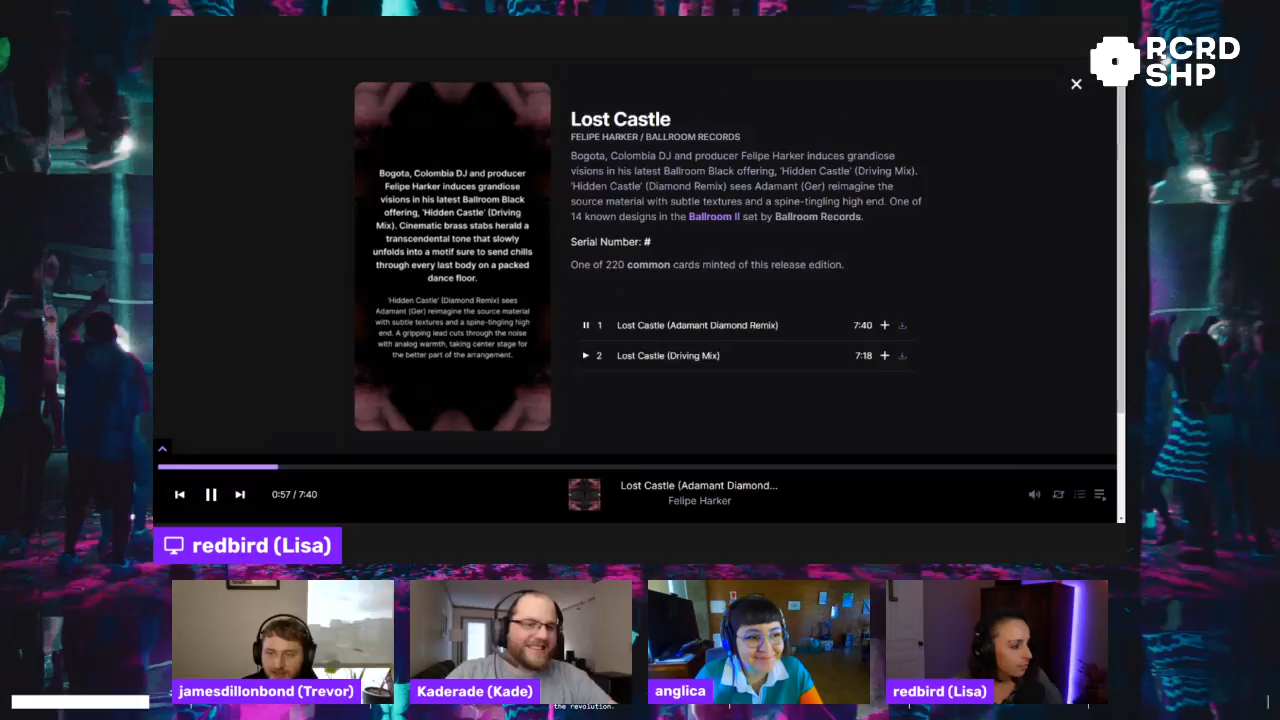 RCRD
SHP
Bogota, Colombia DJ and producer
Felipe Harker induces grandiose
visions in his latest Ballroom Black
offering, 'Hidden Castle' (Driving
Mix). Cinematic brass stabs herald a
transcendental tone that slowly
unfolds into a motif sure to send chills
through every last body on a packed
dance floor.
'Hidden Castle' (Diamond Remix) sees
Adamant (Ger) reimagine the source material
with subtle textures and a spine-tingling high
end. A gripping lead cuts through the noise
with analog warmth, taking center stage for
the better part of the arrangement.
Lost Castle
FELIPE HARKER / BALLROOM RECORDS
Bogota, Colombia DJ and producer Felipe Harker induces grandiose
visions in his latest Ballroom Black offering, 'Hidden Castle' (Driving Mix).
'Hidden Castle' (Diamond Remix) sees Adamant (Ger) reimagine the
source material with subtle textures and a spine-tingling high end. One of
14 known designs in the Ballroom II set by Ballroom Records.
Serial Number: #
One of 220 common cards minted of this release edition.
1 Lost Castle (Adamant Diamond Remix) 7:40
2 Lost Castle (Driving Mix) 7:18
0:57 / 7:40
Lost Castle (Adamant Diamond...
Felipe Harker
redbird (Lisa)
jamesdillonbond (Trevor)
Kaderade (Kade)
anglica
redbird (Lisa)
the revolution.